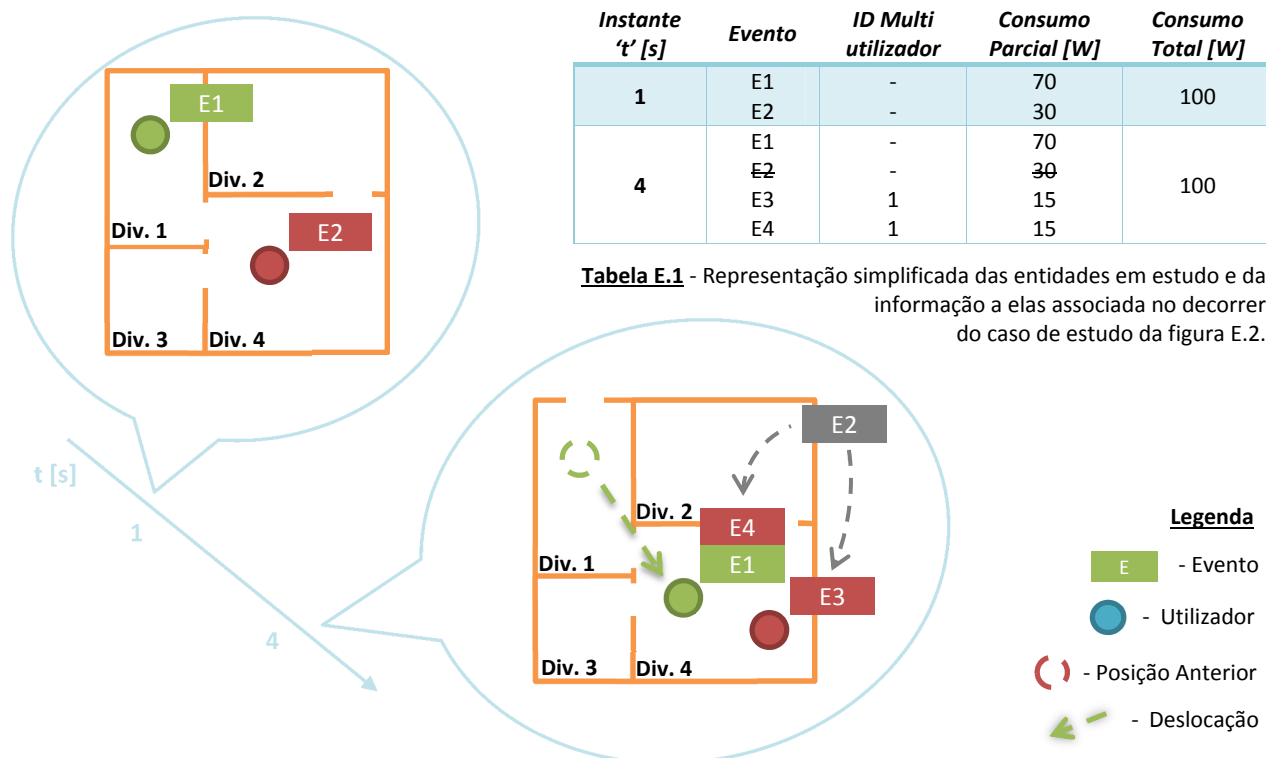 Instante ‘t’ [s] Evento ID Multi utilizador Consumo Parcial [W] Consumo Total [W]
1 E1 - 70 100
E2 - 30
4 E1 - 70 100
E2 - 30
E3 1 15
E4 1 15
Tabela E.1 - Representação simplificada das entidades em estudo e da
informação a elas associada no decorrer
do caso de estudo da figura E.2.
E1
Div. 2
Div. 1
E2
Div. 3
Div. 4
t [s]
1
4
E2
Div. 2
E4
Div. 1
E1
E3
Div. 3
Div. 4
Legenda
E - Evento
- Utilizador
- Posição Anterior
- Deslocação